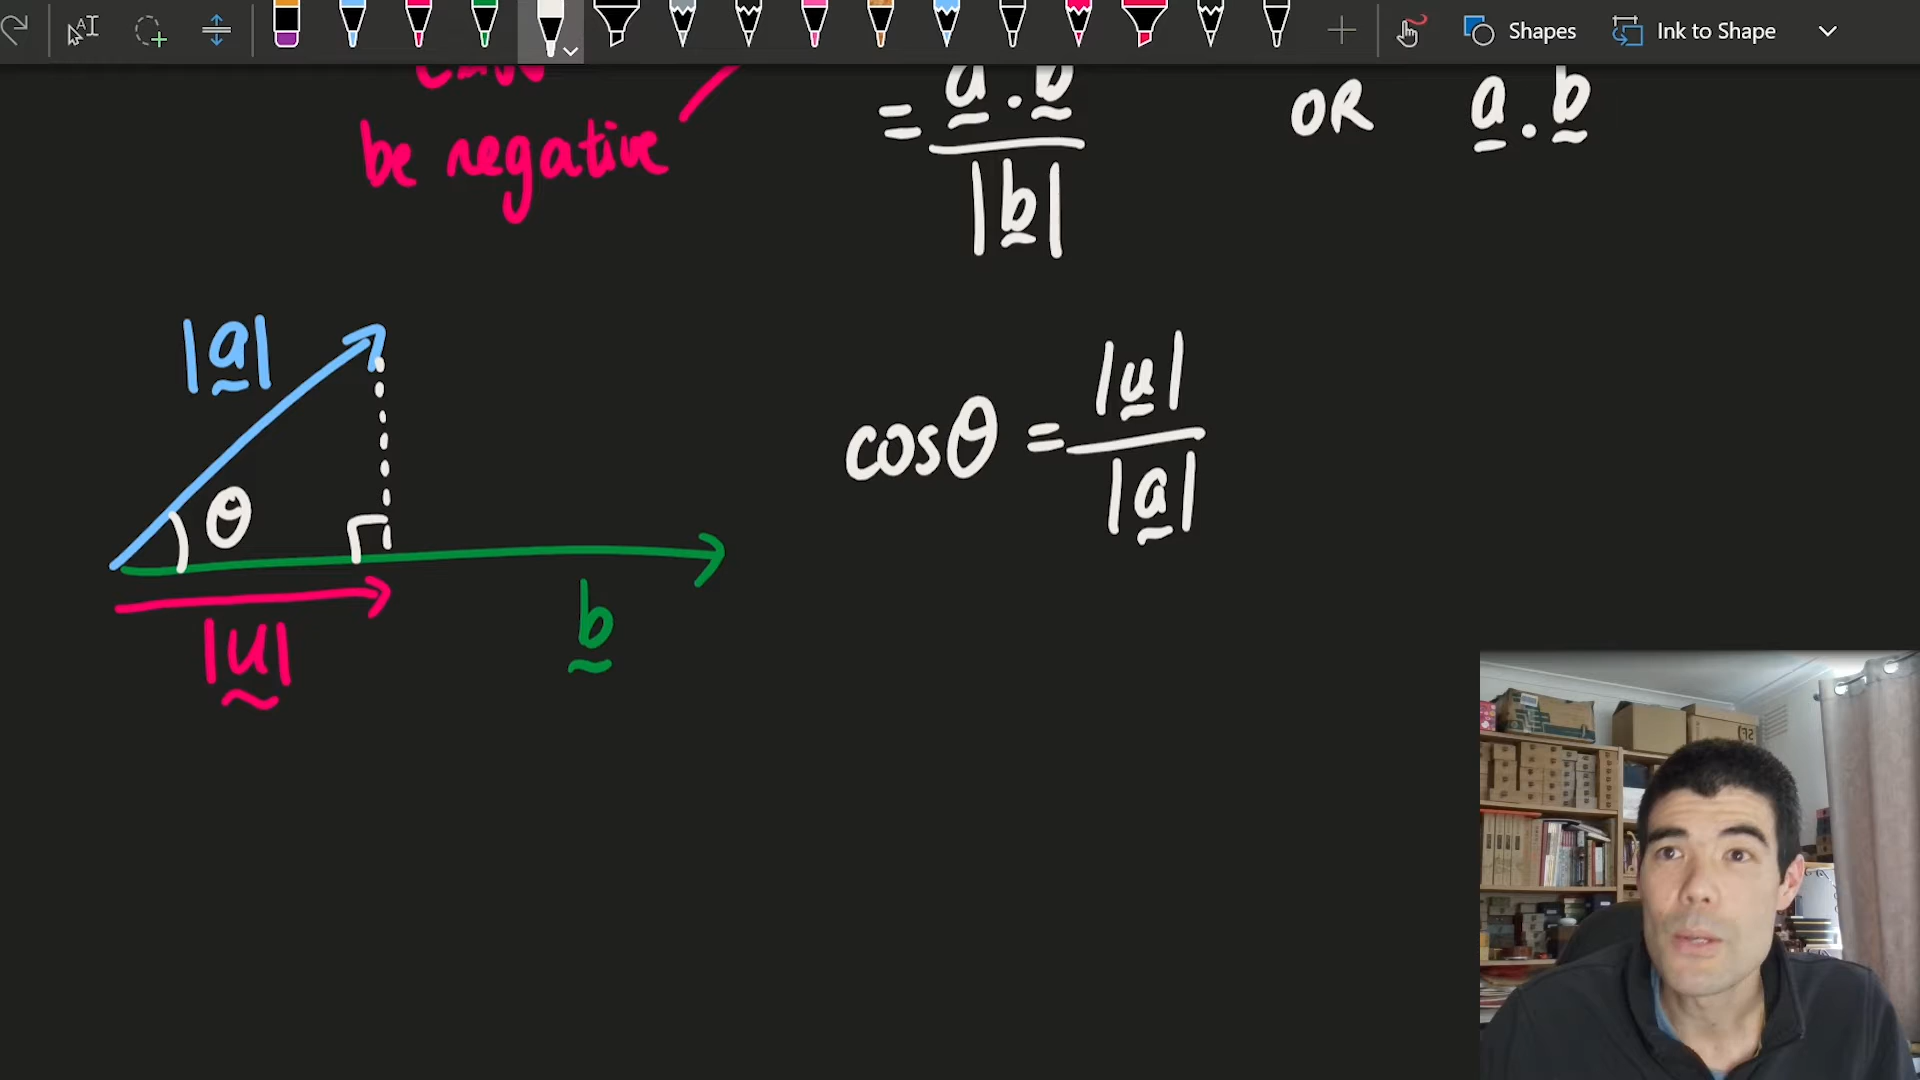 Shapes
Ink to Shape
be negative
= a . b
|b|
OR a . b
|a|
θ
|u|
b
cosθ = |u|
|a|